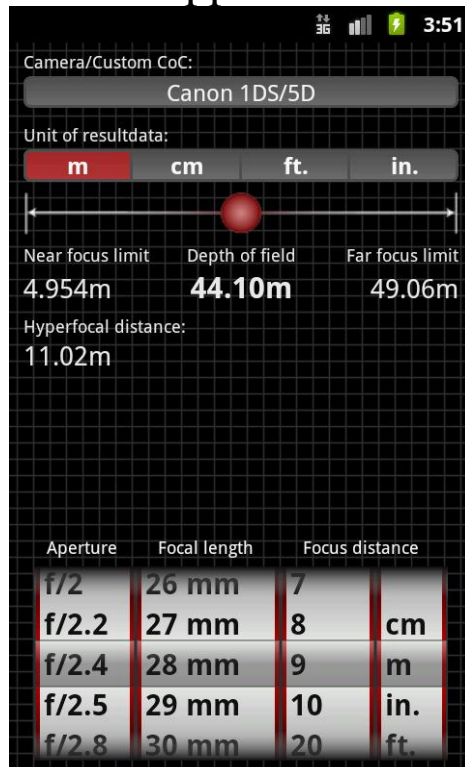 3G 3:51
Camera/Custom CoC:
Canon 1DS/5D
Unit of resultdata:
m cm ft. in.
Near focus limit Depth of field Far focus limit
4.954m 44.10m 49.06m
Hyperfocal distance:
11.02m
Aperture Focal length Focus distance
f/2 26 mm 7
f/2.2 27 mm 8 cm
f/2.4 28 mm 9 m
f/2.5 29 mm 10 in.
f/2.8 30 mm 20 ft.